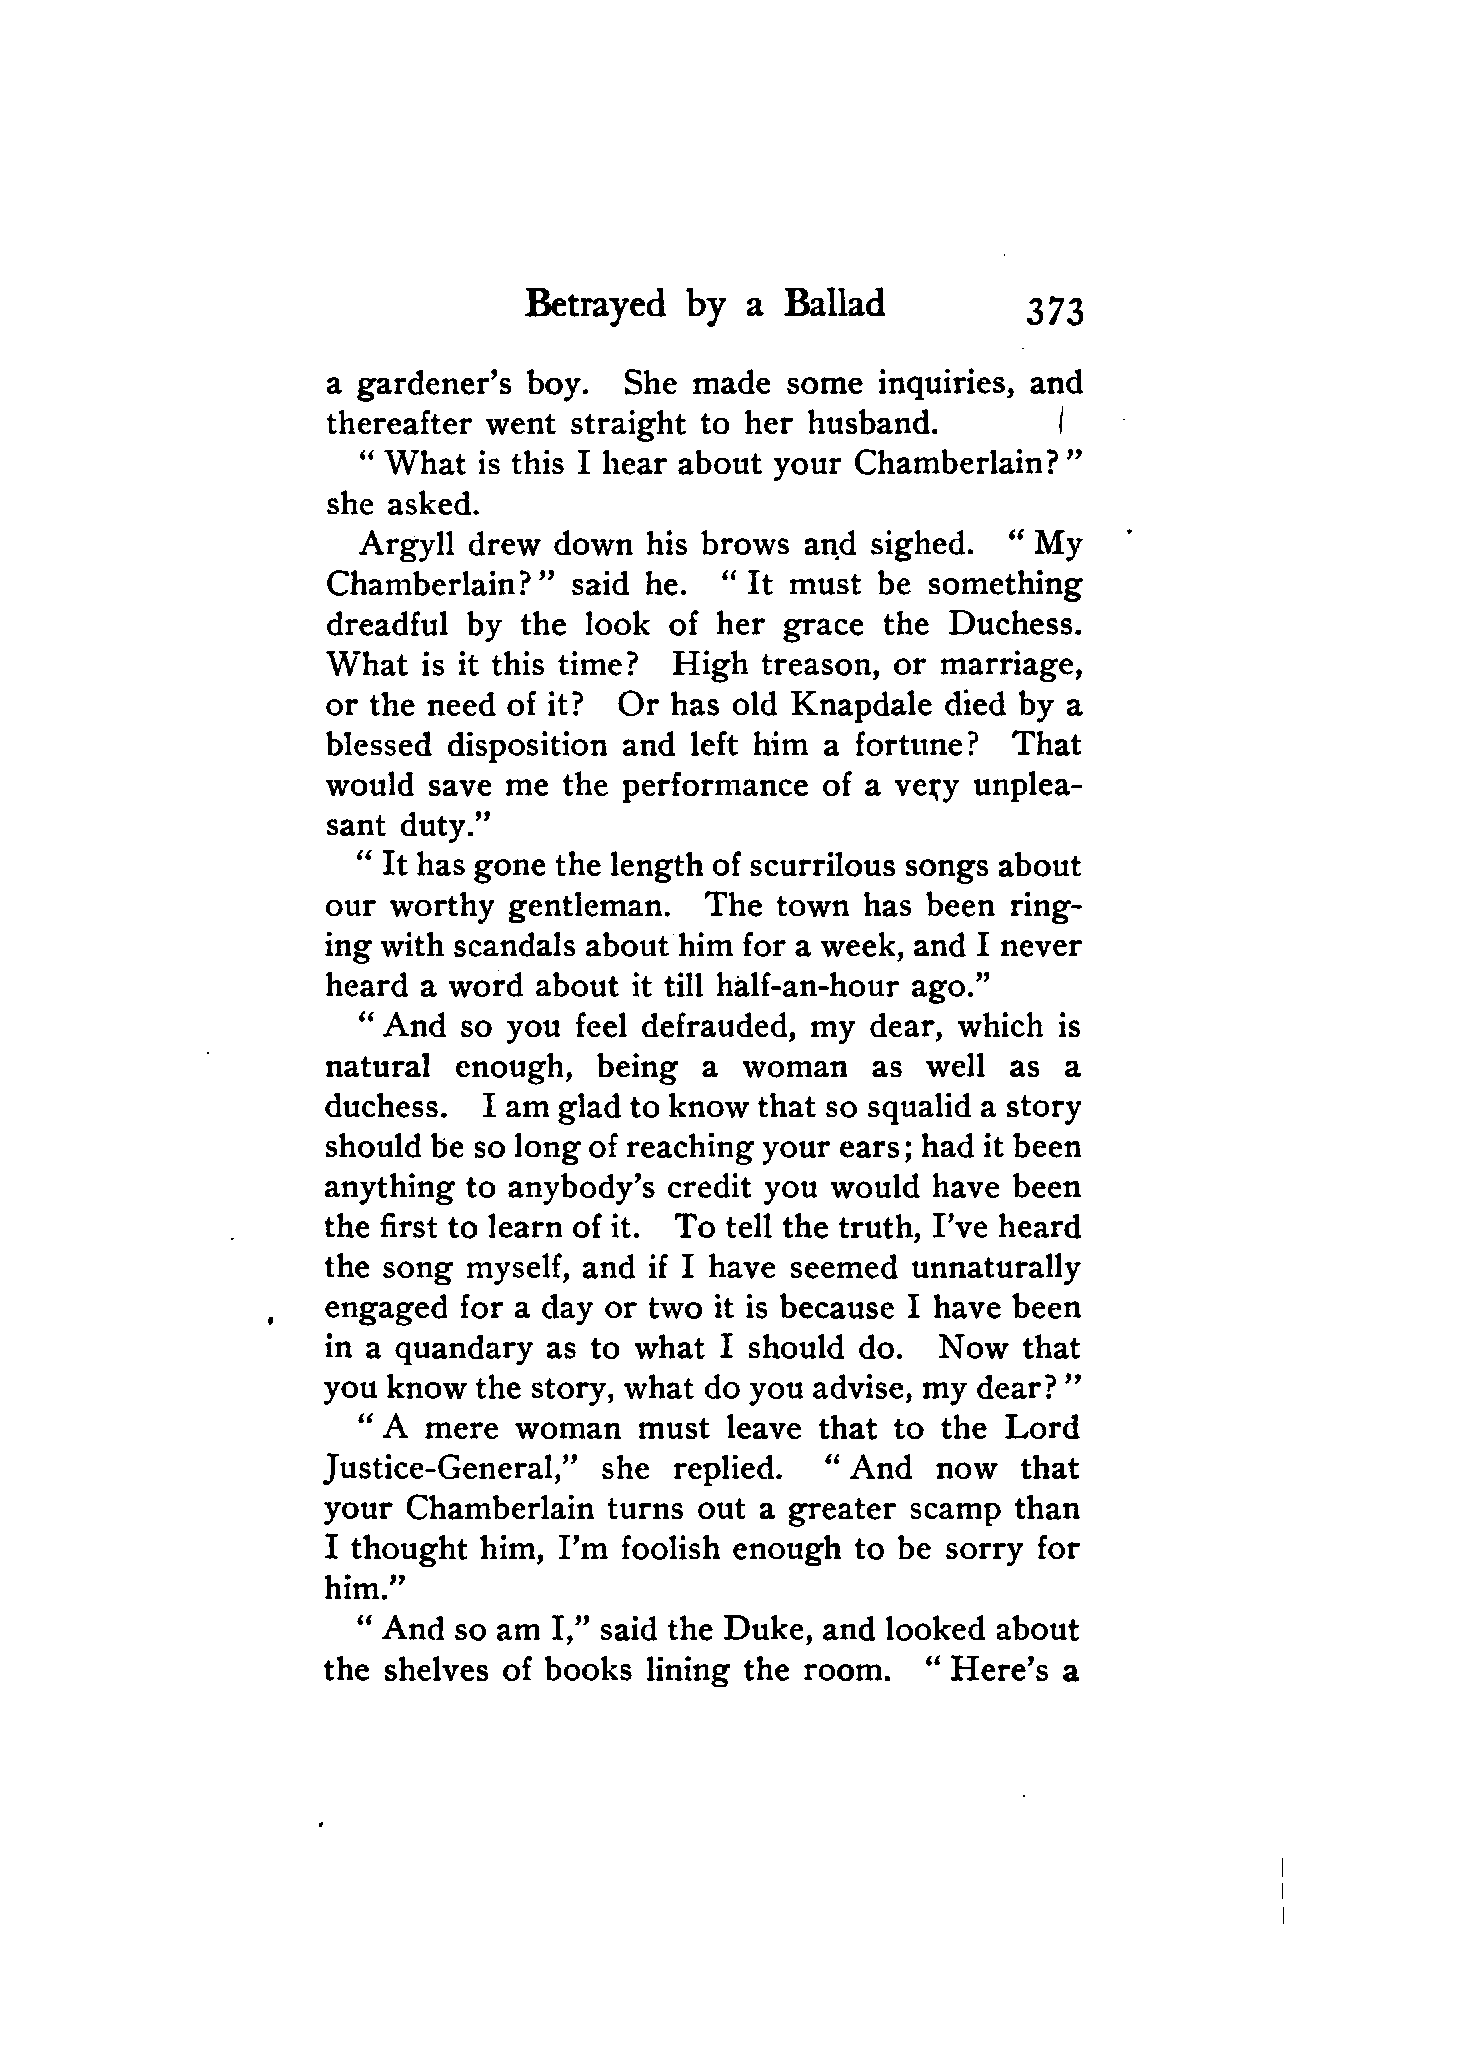 Betrayed by a Ballad 373
a gardener's boy. She made some inquiries, and
thereafter went straight to her husband.
" What is this I hear about your Chamberlain? "
she asked.
Argyll drew down his brows and sighed. " My
Chamberlain? " said he. " It must be something
dreadful by the look of her grace the Duchess.
What is it this time? High treason, or marriage,
or the need of it? Or has old Knapdale died by a
blessed disposition and left him a fortune? That
would save me the performance of a very unplea-
sant duty."
" It has gone the length of scurrilous songs about
our worthy gentleman. The town has been ring-
ing with scandals about him for a week, and I never
heard a word about it till half-an-hour ago."
" And so you feel defrauded, my dear, which is
natural enough, being a woman as well as a
duchess. I am glad to know that so squalid a story
should be so long of reaching your ears; had it been
anything to anybody's credit you would have been
the first to learn of it. To tell the truth, I've heard
the song myself, and if I have seemed unnaturally
engaged for a day or two it is because I have been
in a quandary as to what I should do. Now that
you know the story, what do you advise, my dear? "
" A mere woman must leave that to the Lord
Justice-General," she replied. " And now that
your Chamberlain turns out a greater scamp than
I thought him, I'm foolish enough to be sorry for
him."
" And so am I," said the Duke, and looked about
the shelves of books lining the room. " Here's a